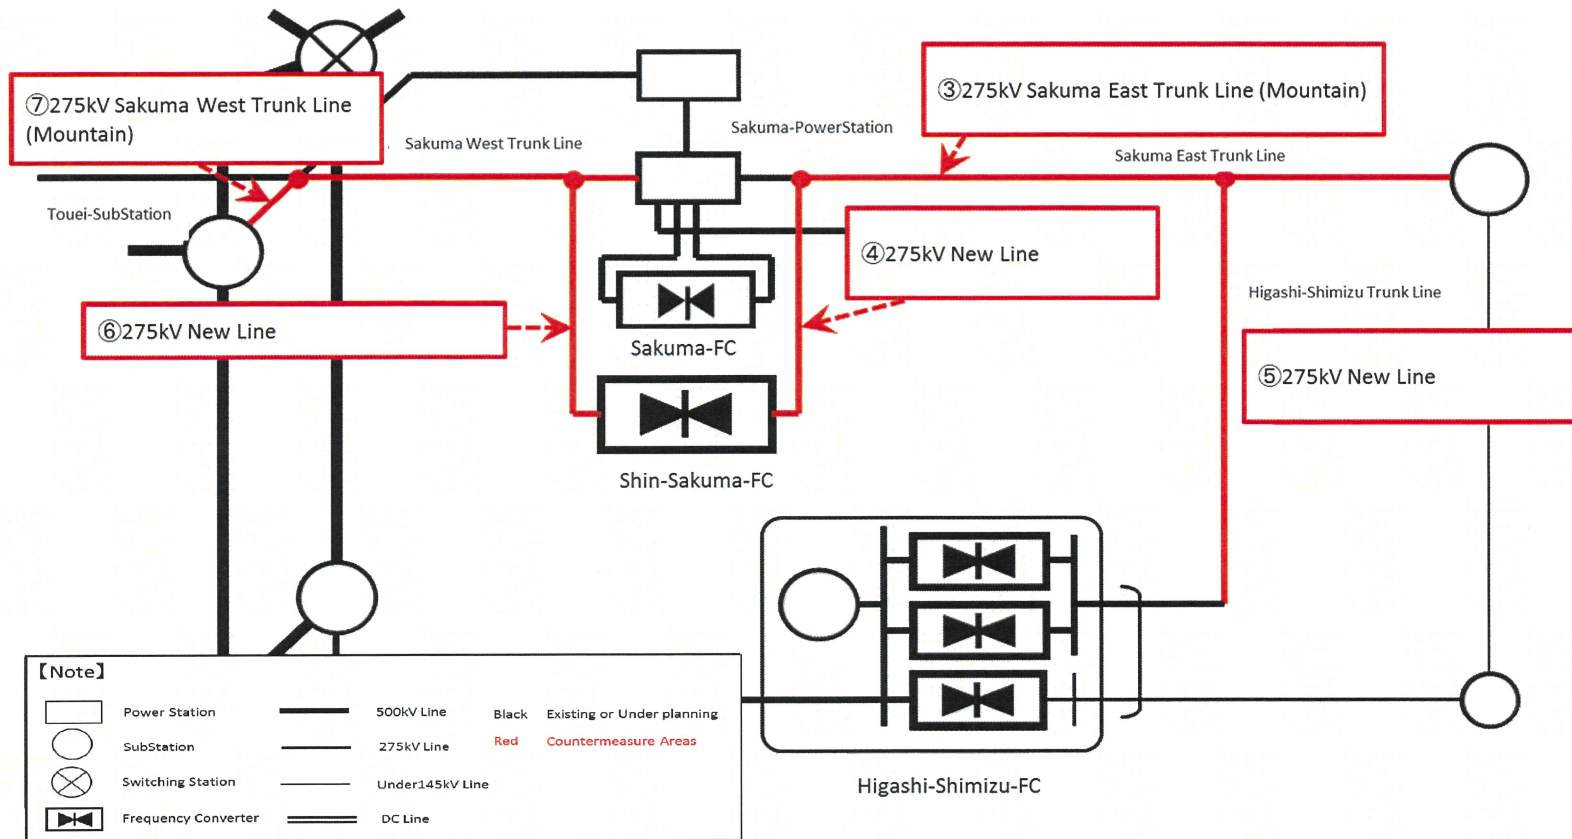 ⑦275kV Sakuma West Trunk Line
(Mountain)
③275kV Sakuma East Trunk Line (Mountain)
Sakuma West Trunk Line
Sakuma-PowerStation
Sakuma East Trunk Line
Touei-SubStation
④275kV New Line
Higashi-Shimizu Trunk Line
⑥275kV New Line
Sakuma-FC
⑤275kV New Line
Shin-Sakuma-FC
Higashi-Shimizu-FC
【Note】
Power Station 500kV Line Black Existing or Under planning
SubStation 275kV Line Red Countermeasure Areas
Switching Station Under145kV Line
Frequency Converter DC Line